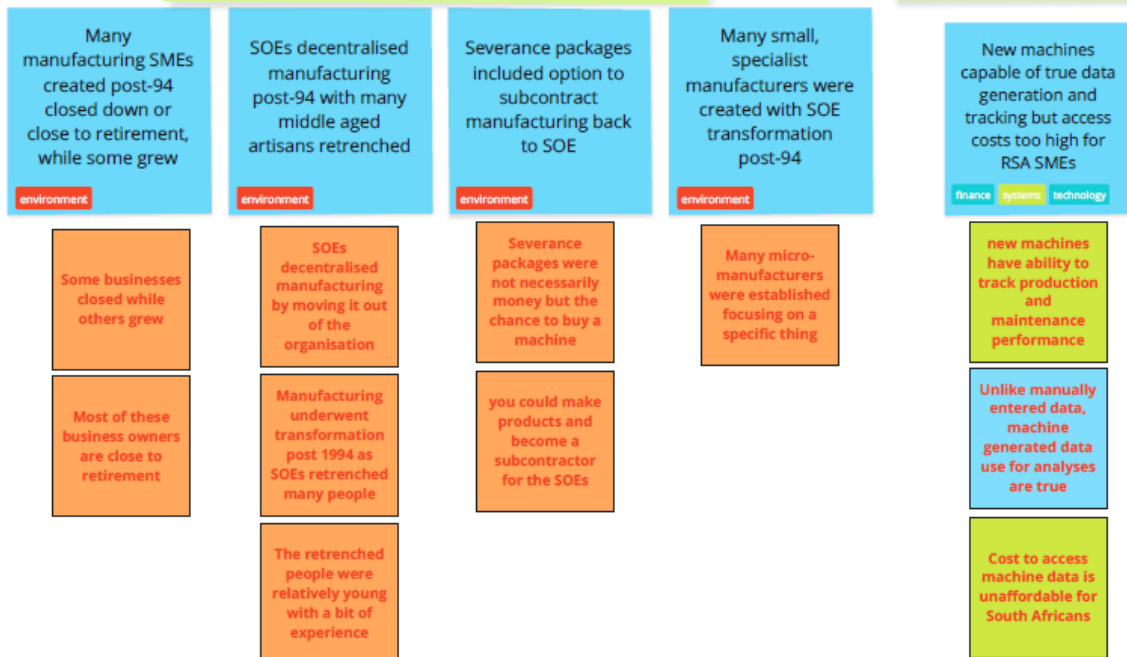 Many
manufacturing SMEs
created post-94
closed down or
close to retirement,
while some grew
environment
Some businesses
closed while
others grew
Most of these
business owners
are close to
retirement
SOEs decentralised
manufacturing
post-94 with many
middle aged
artisans retrenched
environment
SOEs
decentralised
manufacturing
by moving it out
of the
organisation
Manufacturing
underwent
transformation
post 1994 as
SOEs retrenched
many people
The retrenched
people were
relatively young
with a bit of
experience
Severance packages
included option to
subcontract
manufacturing back
to SOE
environment
Severance
packages were
not necessarily
money but the
chance to buy a
machine
you could make
products and
become a
subcontractor
for the SOEs
Many small,
specialist
manufacturers were
created with SOE
transformation
post-94
environment
Many micro-
manufacturers
were established
focusing on a
specific thing
New machines
capable of true data
generation and
tracking but access
costs too high for
RSA SMEs
finance systems technology
new machines
have ability to
track production
and
maintenance
performance
Unlike manually
entered data,
machine
generated data
use for analyses
are true
Cost to access
machine data is
unaffordable for
South Africans